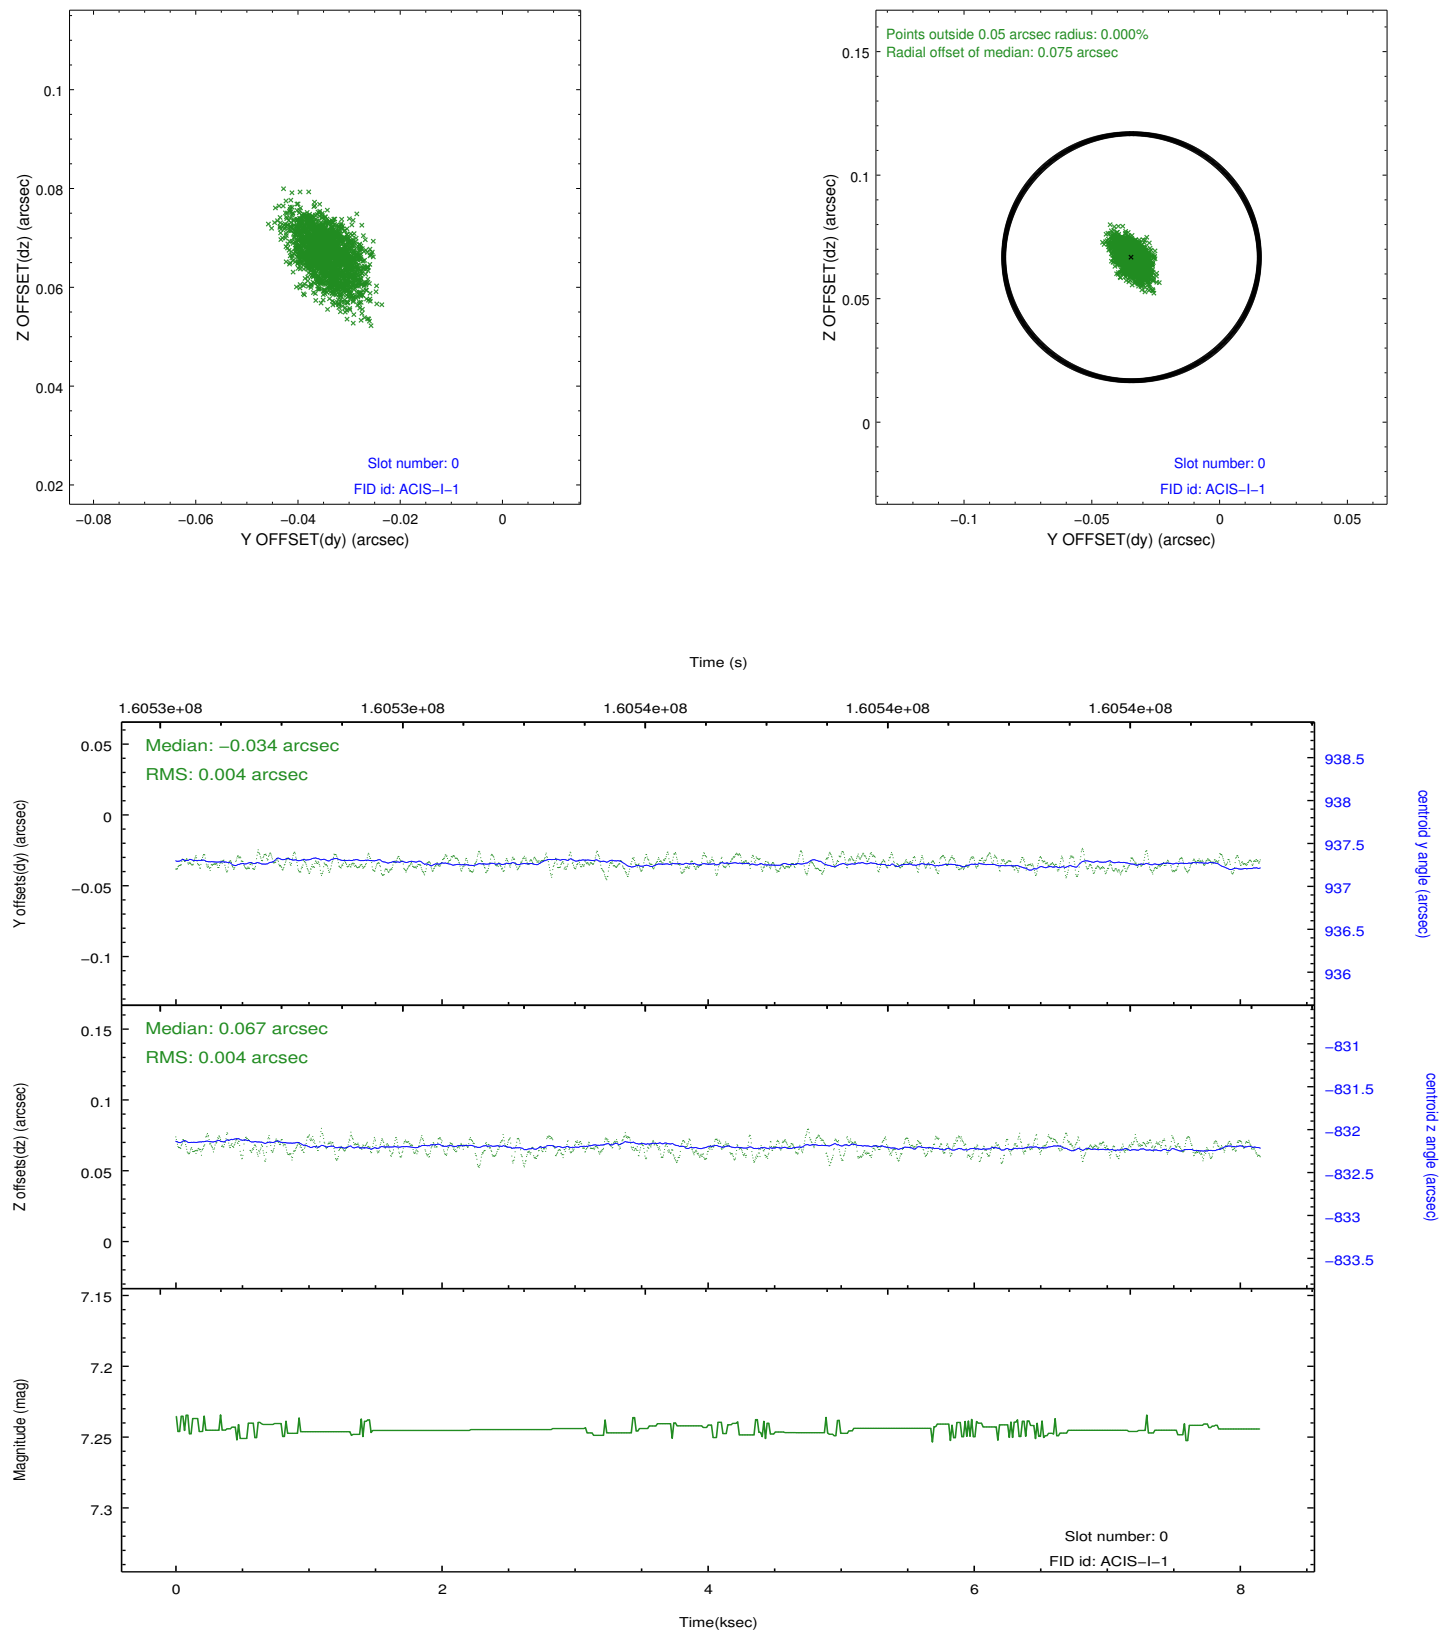 0.1
0.08
0.06
0.04
0.02
Z OFFSET(dz) (arcsec)
Slot number: 0
FID id: ACIS−I−1
−0.08
−0.06
−0.04
−0.02
0
Y OFFSET(dy) (arcsec)
Points outside 0.05 arcsec radius: 0.000%
Radial offset of median: 0.075 arcsec
0.15
0.1
0.05
0
Z OFFSET(dz) (arcsec)
Slot number: 0
FID id: ACIS−I−1
−0.1
−0.05
0
0.05
Y OFFSET(dy) (arcsec)
Time (s)
1.6053e+08
1.6053e+08
1.6054e+08
1.6054e+08
1.6054e+08
Median: −0.034 arcsec
RMS: 0.004 arcsec
0.05
0
−0.05
−0.1
Y offsets(dy) (arcsec)
938.5
938
937.5
937
936.5
936
centroid y angle (arcsec)
Median: 0.067 arcsec
RMS: 0.004 arcsec
0.15
0.1
0.05
0
Z offsets(dz) (arcsec)
−831
−831.5
−832
−832.5
−833
−833.5
centroid z angle (arcsec)
7.15
7.2
7.25
7.3
Magnitude (mag)
Slot number: 0
FID id: ACIS−I−1
0
2
4
6
8
Time(ksec)